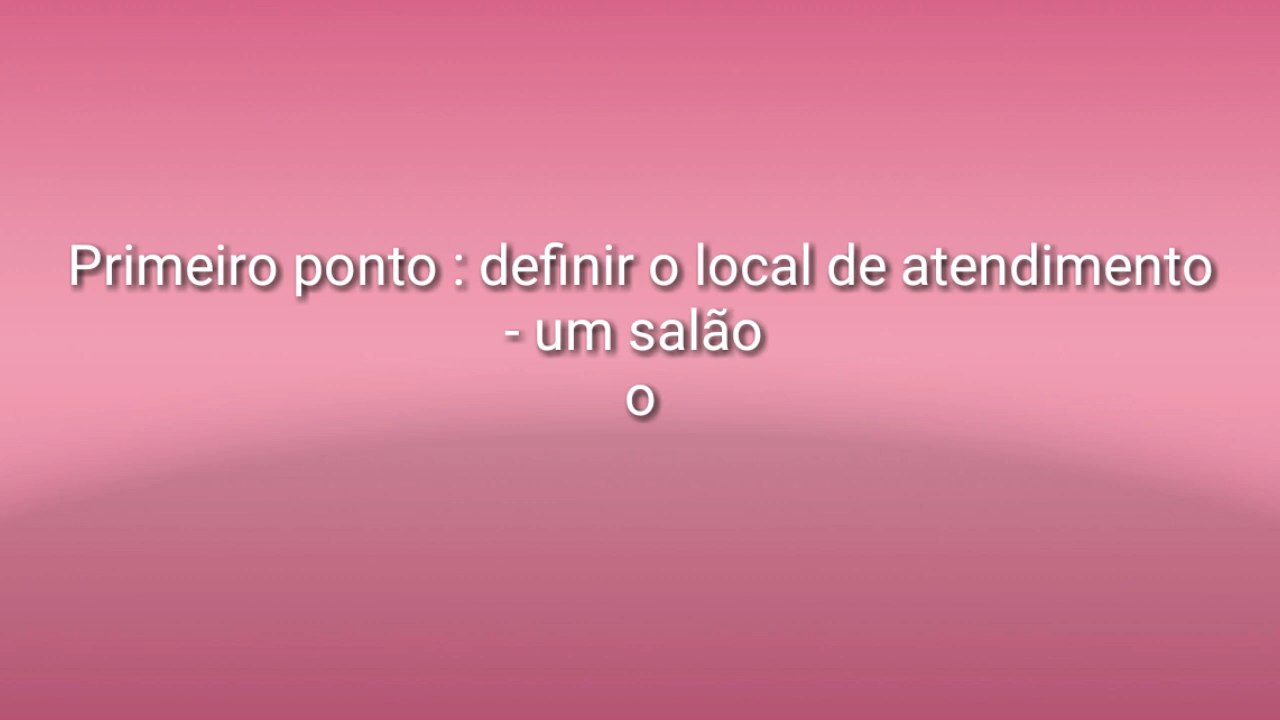 Primeiro ponto : definir o local de atendimento
- um salão
o